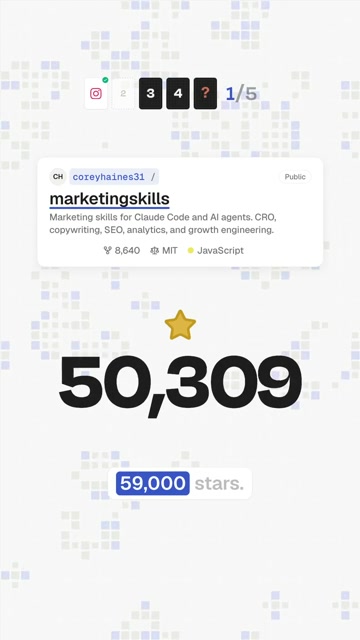 2 3 4 ? 1/5
CH coreyhaines31 / Public
marketingskills
Marketing skills for Claude Code and AI agents. CRO,
copywriting, SEO, analytics, and growth engineering.
8,640 MIT JavaScript
50,309
59,000 stars.